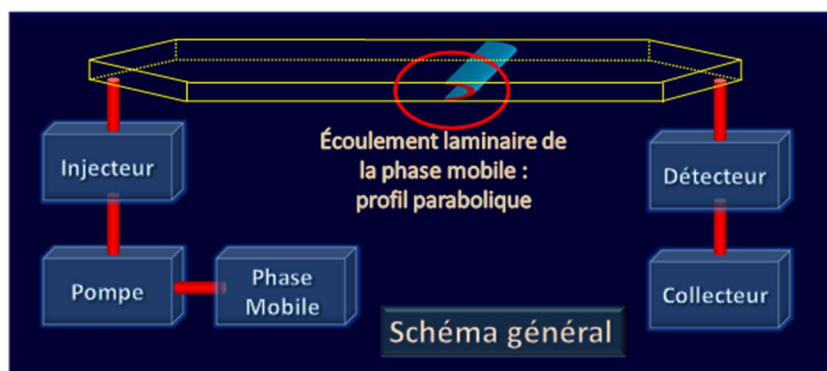 Écoulement laminaire de
la phase mobile :
profil parabolique
Injecteur
Détecteur
Pompe
Phase
Mobile
Collecteur
Schéma général